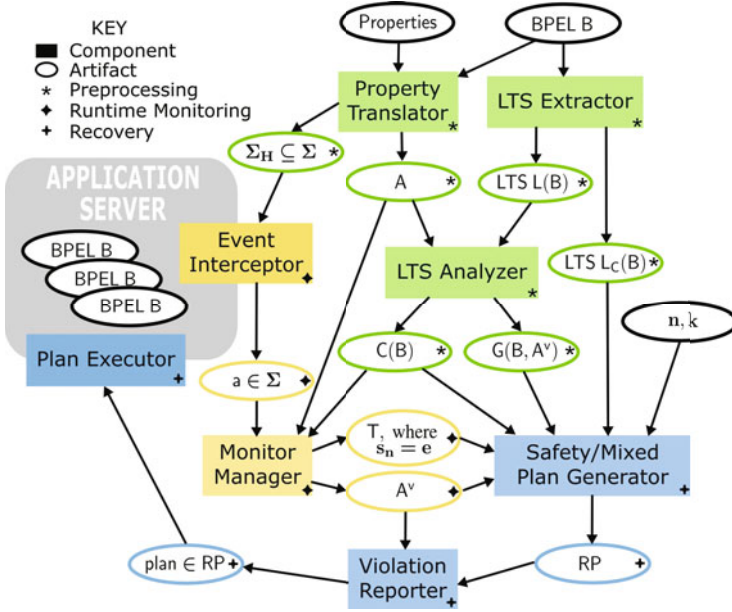 KEY
Component
Artifact
* Preprocessing
✦ Runtime Monitoring
+ Recovery
Properties
BPEL B
Property
Translator *
LTS Extractor *
Σ_H ⊆ Σ *
A *
LTS L(B) *
APPLICATION
SERVER
BPEL B
BPEL B
BPEL B
Event
Interceptor ✦
LTS Analyzer *
LTS L_C(B) *
n, k
Plan Executor +
a ∈ Σ ✦
C(B) *
G(B, A^v) *
Monitor
Manager ✦
T, where
s_n = e ✦
A^v ✦
Safety/Mixed
Plan Generator +
plan ∈ RP +
Violation
Reporter +
RP +